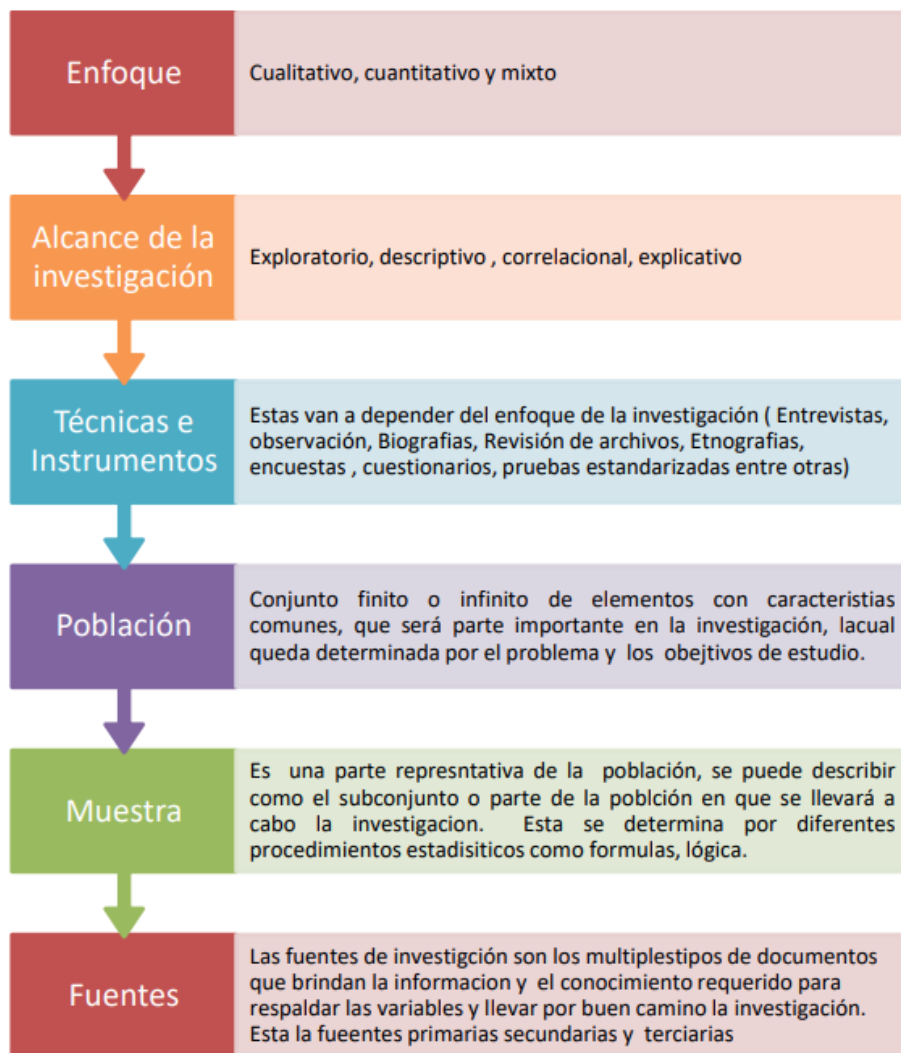 Enfoque
Cualitativo, cuantitativo y mixto
Alcance de la
investigación
Exploratorio, descriptivo , correlacional, explicativo
Técnicas e
Instrumentos
Estas van a depender del enfoque de la investigación ( Entrevistas,
observación, Biografias, Revisión de archivos, Etnografias,
encuestas , cuestionarios, pruebas estandarizadas entre otras)
Población
Conjunto finito o infinito de elementos con caracteristias
comunes, que será parte importante en la investigación, lacual
queda determinada por el problema y los obejtivos de estudio.
Muestra
Es una parte represntativa de la población, se puede describir
como el subconjunto o parte de la poblción en que se llevará a
cabo la investigacion. Esta se determina por diferentes
procedimientos estadisiticos como formulas, lógica.
Fuentes
Las fuentes de investigción son los multiplestipos de documentos
que brindan la informacion y el conocimiento requerido para
respaldar las variables y llevar por buen camino la investigación.
Esta la fueentes primarias secundarias y terciarias